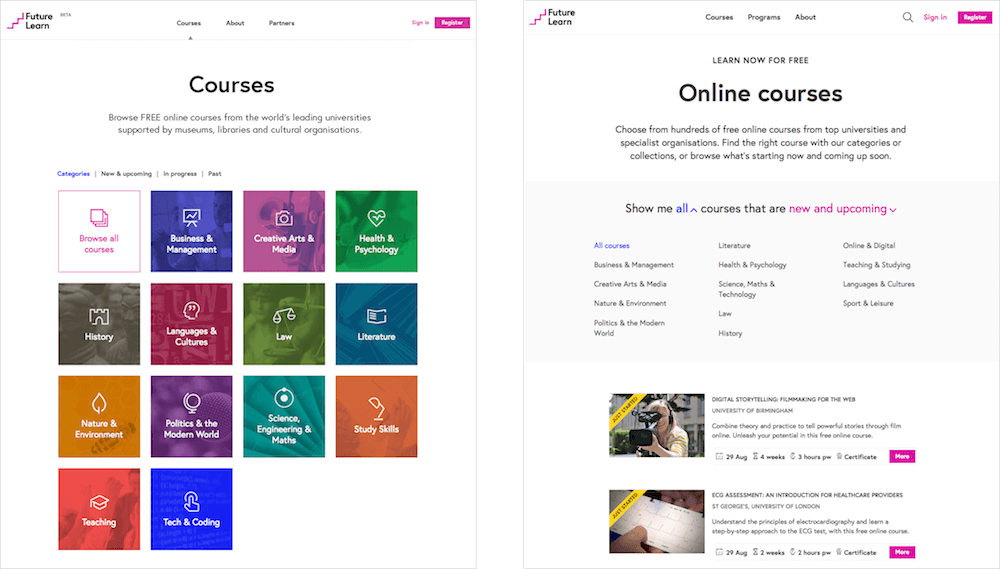 Future
Learn
BETA
Courses
About
Partners
Sign in
Register
Courses
Browse FREE online courses from the world's leading universities
supported by museums, libraries and cultural organisations.
Categories | New & upcoming | In progress | Past
Browse all
courses
Business &
Management
Creative Arts &
Media
Health &
Psychology
History
Languages &
Cultures
Law
Literature
Nature &
Environment
Politics & the
Modern World
Science,
Engineering &
Maths
Study Skills
Teaching
Tech & Coding
Future
Learn
Courses
Programs
About
Sign in
Register
LEARN NOW FOR FREE
Online courses
Choose from hundreds of free online courses from top universities and
specialist organisations. Find the right course with our categories or
collections, or browse what's starting now and coming up soon.
Show me all courses that are new and upcoming
All courses
Business & Management
Creative Arts & Media
Nature & Environment
Politics & the Modern
World
Literature
Health & Psychology
Science, Maths &
Technology
Law
History
Online & Digital
Teaching & Studying
Languages & Cultures
Sport & Leisure
JUST STARTED
DIGITAL STORYTELLING: FILMMAKING FOR THE WEB
UNIVERSITY OF BIRMINGHAM
Combine theory and practice to tell powerful stories through film
online. Unleash your potential in this free online course.
29 Aug 4 weeks 3 hours pw Certificate
More
JUST STARTED
ECG ASSESSMENT: AN INTRODUCTION FOR HEALTHCARE PROVIDERS
ST GEORGE'S, UNIVERSITY OF LONDON
Understand the principles of electrocardiography and learn a
step-by-step approach to the ECG test, with this free online course.
29 Aug 2 weeks 2 hours pw Certificate
More